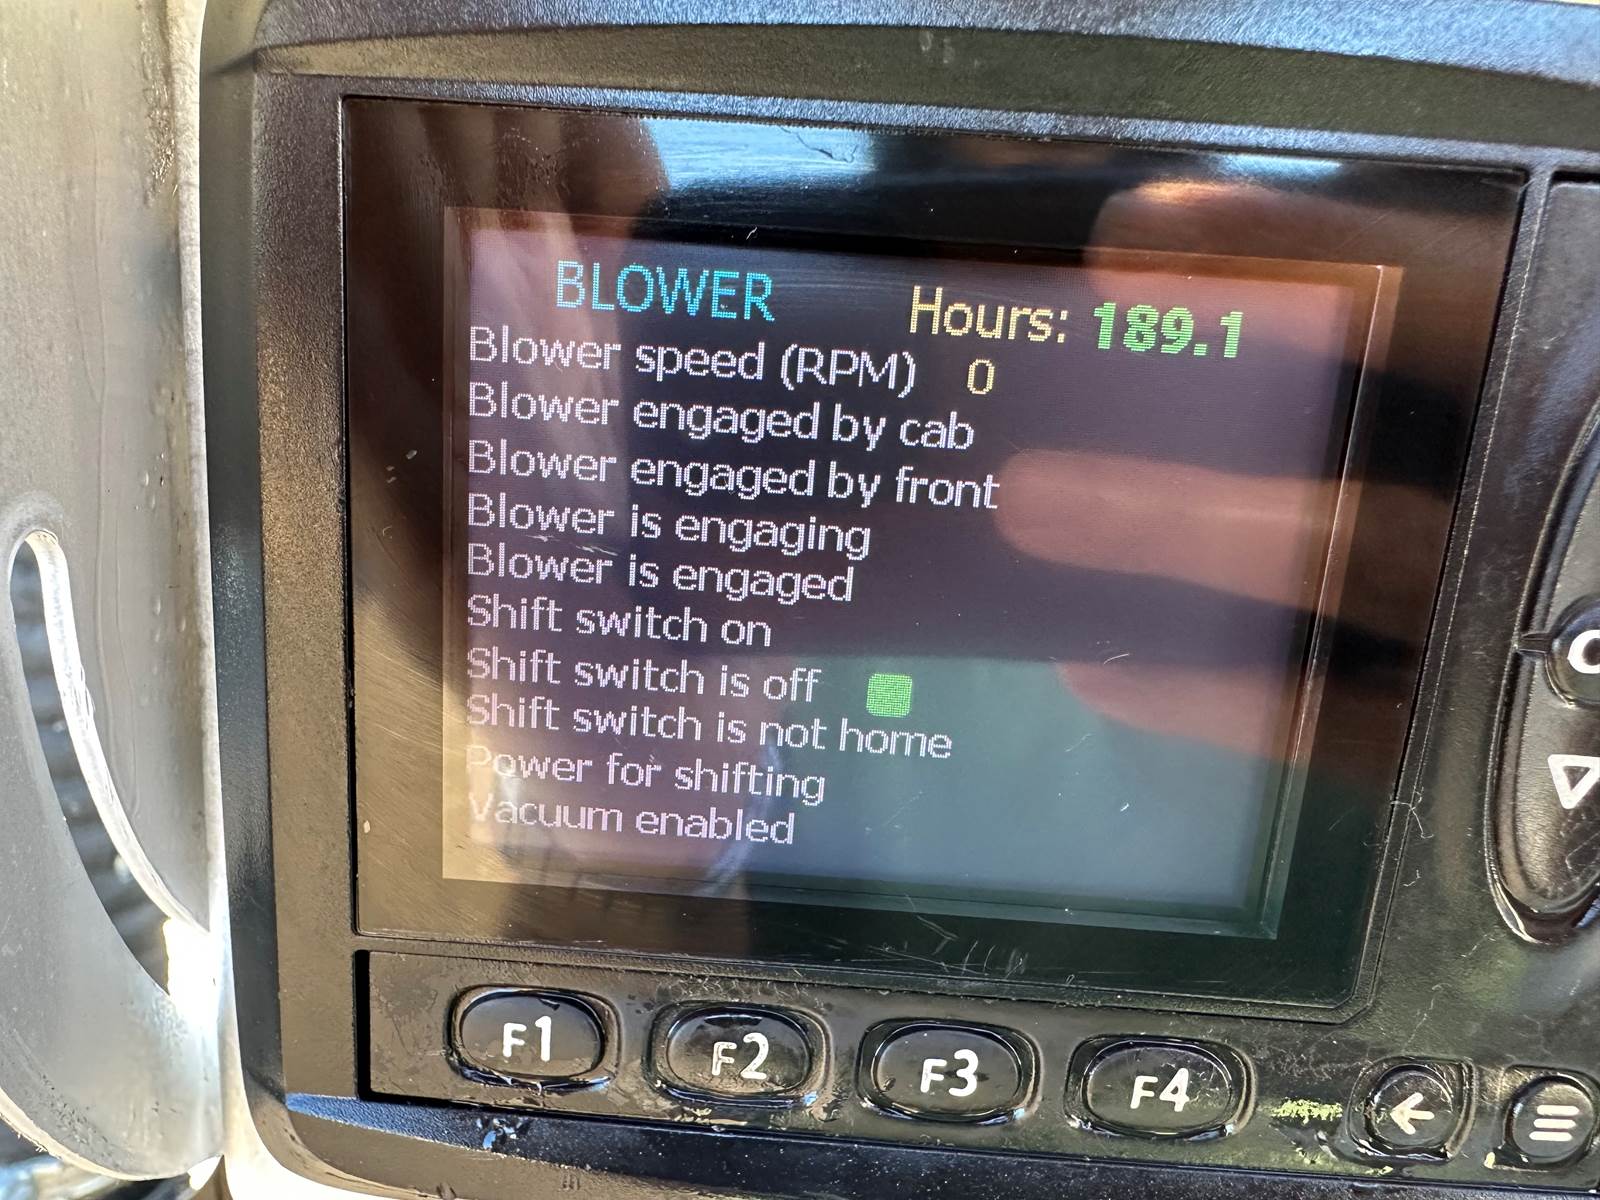 BLOWER Hours: 189.1
Blower speed (RPM) 0
Blower engaged by cab
Blower engaged by front
Blower is engaging
Blower is engaged
Shift switch on
Shift switch is off
Shift switch is not home
Power for shifting
Vacuum enabled
F1 F2 F3 F4